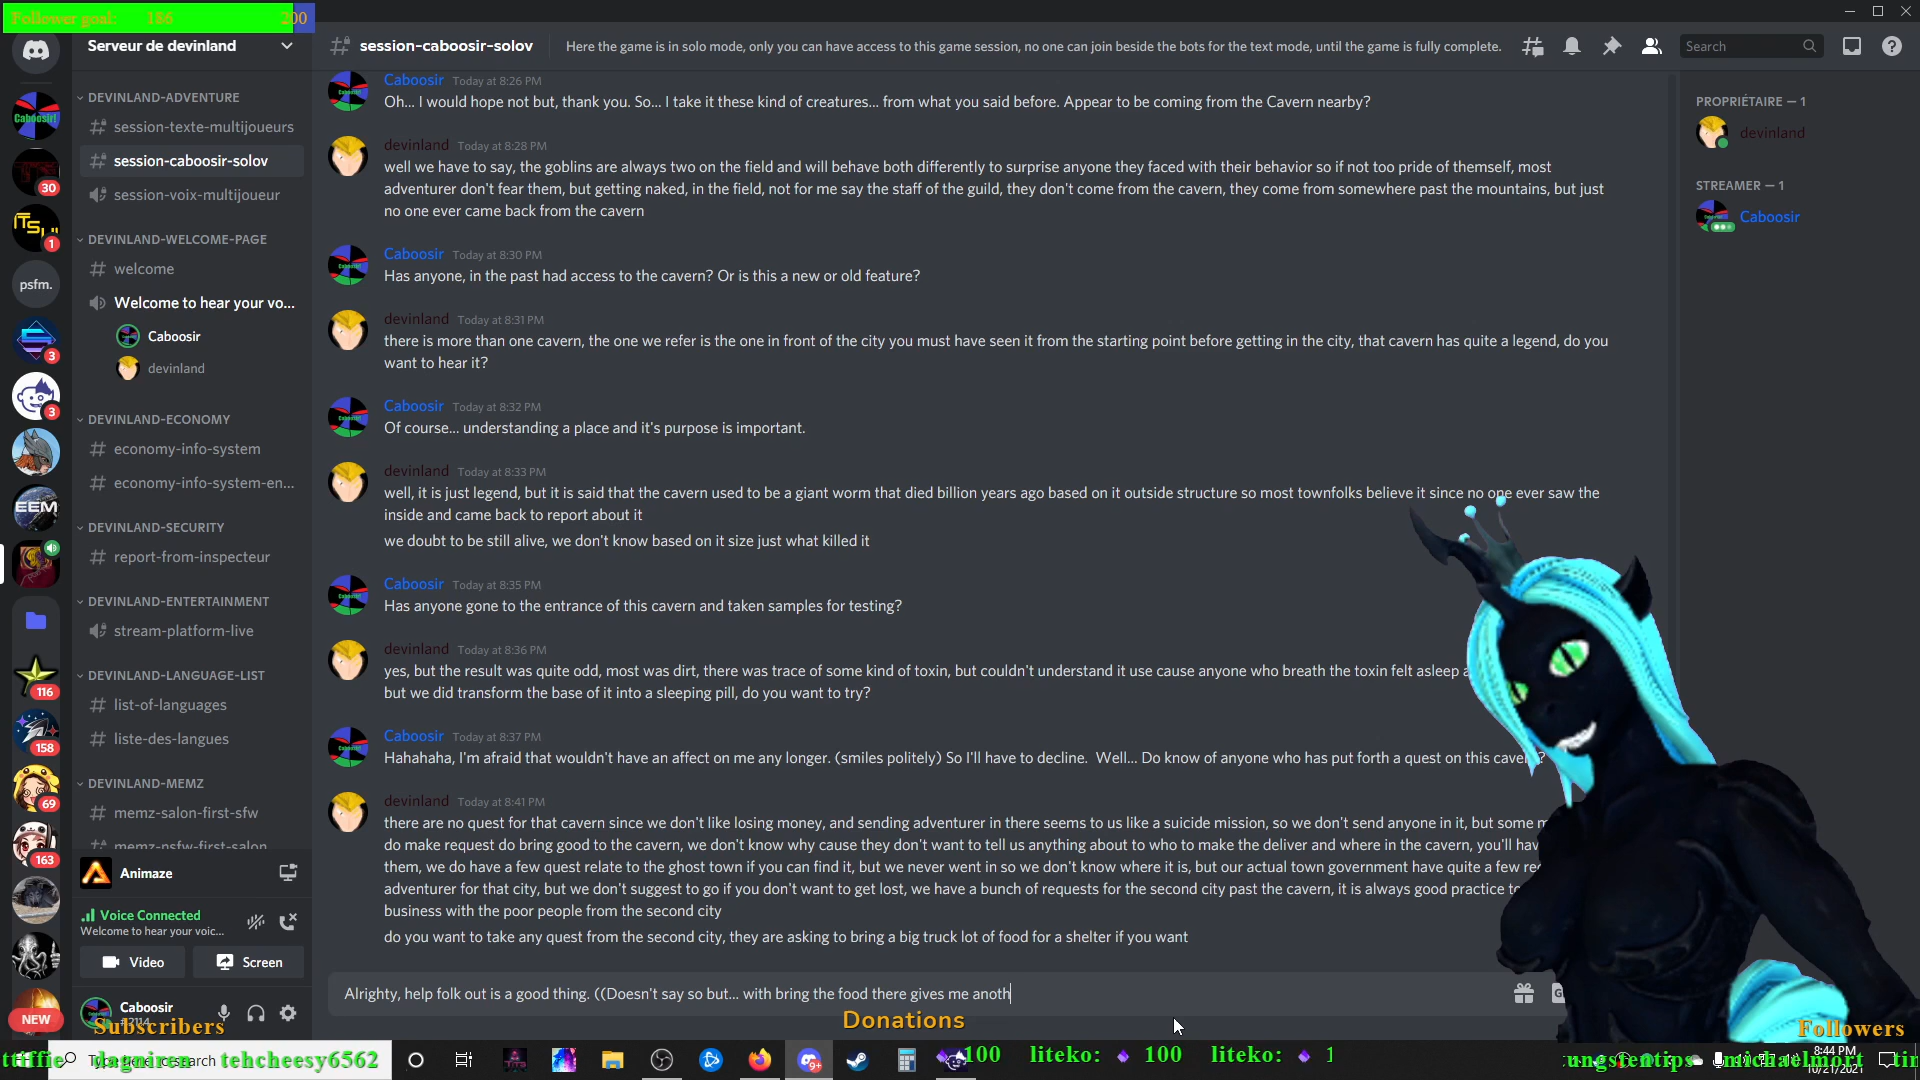 Follower goal: 186 200
Serveur de devinland
session-caboosir-solov
Here the game is in solo mode, only you can have access to this game session, no one can join beside the bots for the text mode, until the game is fully complete.
Search
DEVINLAND-ADVENTURE
session-texte-multijoueurs
session-caboosir-solov
session-voix-multijoueur
DEVINLAND-WELCOME-PAGE
welcome
Welcome to hear your vo...
Caboosir
devinland
DEVINLAND-ECONOMY
economy-info-system
economy-info-system-en...
DEVINLAND-SECURITY
report-from-inspecteur
DEVINLAND-ENTERTAINMENT
stream-platform-live
DEVINLAND-LANGUAGE-LIST
list-of-languages
liste-des-langues
DEVINLAND-MEMZ
memz-salon-first-sfw
memz-nsfw-first-salon
Animaze
Voice Connected
Welcome to hear your voic...
Video
Screen
Caboosir
#2114
Caboosir!
30
1
psfm.
3
3
EEM
116
158
69
163
NEW
Caboosir Today at 8:26 PM
Oh... I would hope not but, thank you. So... I take it these kind of creatures... from what you said before. Appear to be coming from the Cavern nearby?
devinland Today at 8:28 PM
well we have to say, the goblins are always two on the field and will behave both differently to surprise anyone they faced with their behavior so if not too pride of themself, most
adventurer don't fear them, but getting naked, in the field, not for me say the staff of the guild, they don't come from the cavern, they come from somewhere past the mountains, but just
no one ever came back from the cavern
Caboosir Today at 8:30 PM
Has anyone, in the past had access to the cavern? Or is this a new or old feature?
devinland Today at 8:31 PM
there is more than one cavern, the one we refer is the one in front of the city you must have seen it from the starting point before getting in the city, that cavern has quite a legend, do you
want to hear it?
Caboosir Today at 8:32 PM
Of course... understanding a place and it's purpose is important.
devinland Today at 8:33 PM
well, it is just legend, but it is said that the cavern used to be a giant worm that died billion years ago based on it outside structure so most townfolks believe it since no one ever saw the
inside and came back to report about it
we doubt to be still alive, we don't know based on it size just what killed it
Caboosir Today at 8:35 PM
Has anyone gone to the entrance of this cavern and taken samples for testing?
devinland Today at 8:36 PM
yes, but the result was quite odd, most was dirt, there was trace of some kind of toxin, but couldn't understand it use cause anyone who breath the toxin felt asleep a
but we did transform the base of it into a sleeping pill, do you want to try?
Caboosir Today at 8:37 PM
Hahahaha, I'm afraid that wouldn't have an affect on me any longer. (smiles politely) So I'll have to decline. Well... Do know of anyone who has put forth a quest on this cavern?
devinland Today at 8:41 PM
there are no quest for that cavern since we don't like losing money, and sending adventurer in there seems to us like a suicide mission, so we don't send anyone in it, but some m
do make request do bring good to the cavern, we don't know why cause they don't want to tell us anything about to who to make the deliver and where in the cavern, you'll hav
them, we do have a few quest relate to the ghost town if you can find it, but we never went in so we don't know where it is, but our actual town government have quite a few re
adventurer for that city, but we don't suggest to go if you don't want to get lost, we have a bunch of requests for the second city past the cavern, it is always good practice to
business with the poor people from the second city
do you want to take any quest from the second city, they are asking to bring a big truck lot of food for a shelter if you want
Alrighty, help folk out is a good thing. ((Doesn't say so but... with bring the food there gives me anoth
PROPRIÉTAIRE — 1
devinland
STREAMER — 1
Caboosir
Subscribers
Donations
Followers
dagniren tehcheesy6562
100 liteko: 100 liteko: 1
ungstentips michaelmort
8:44 PM
10/21/2021